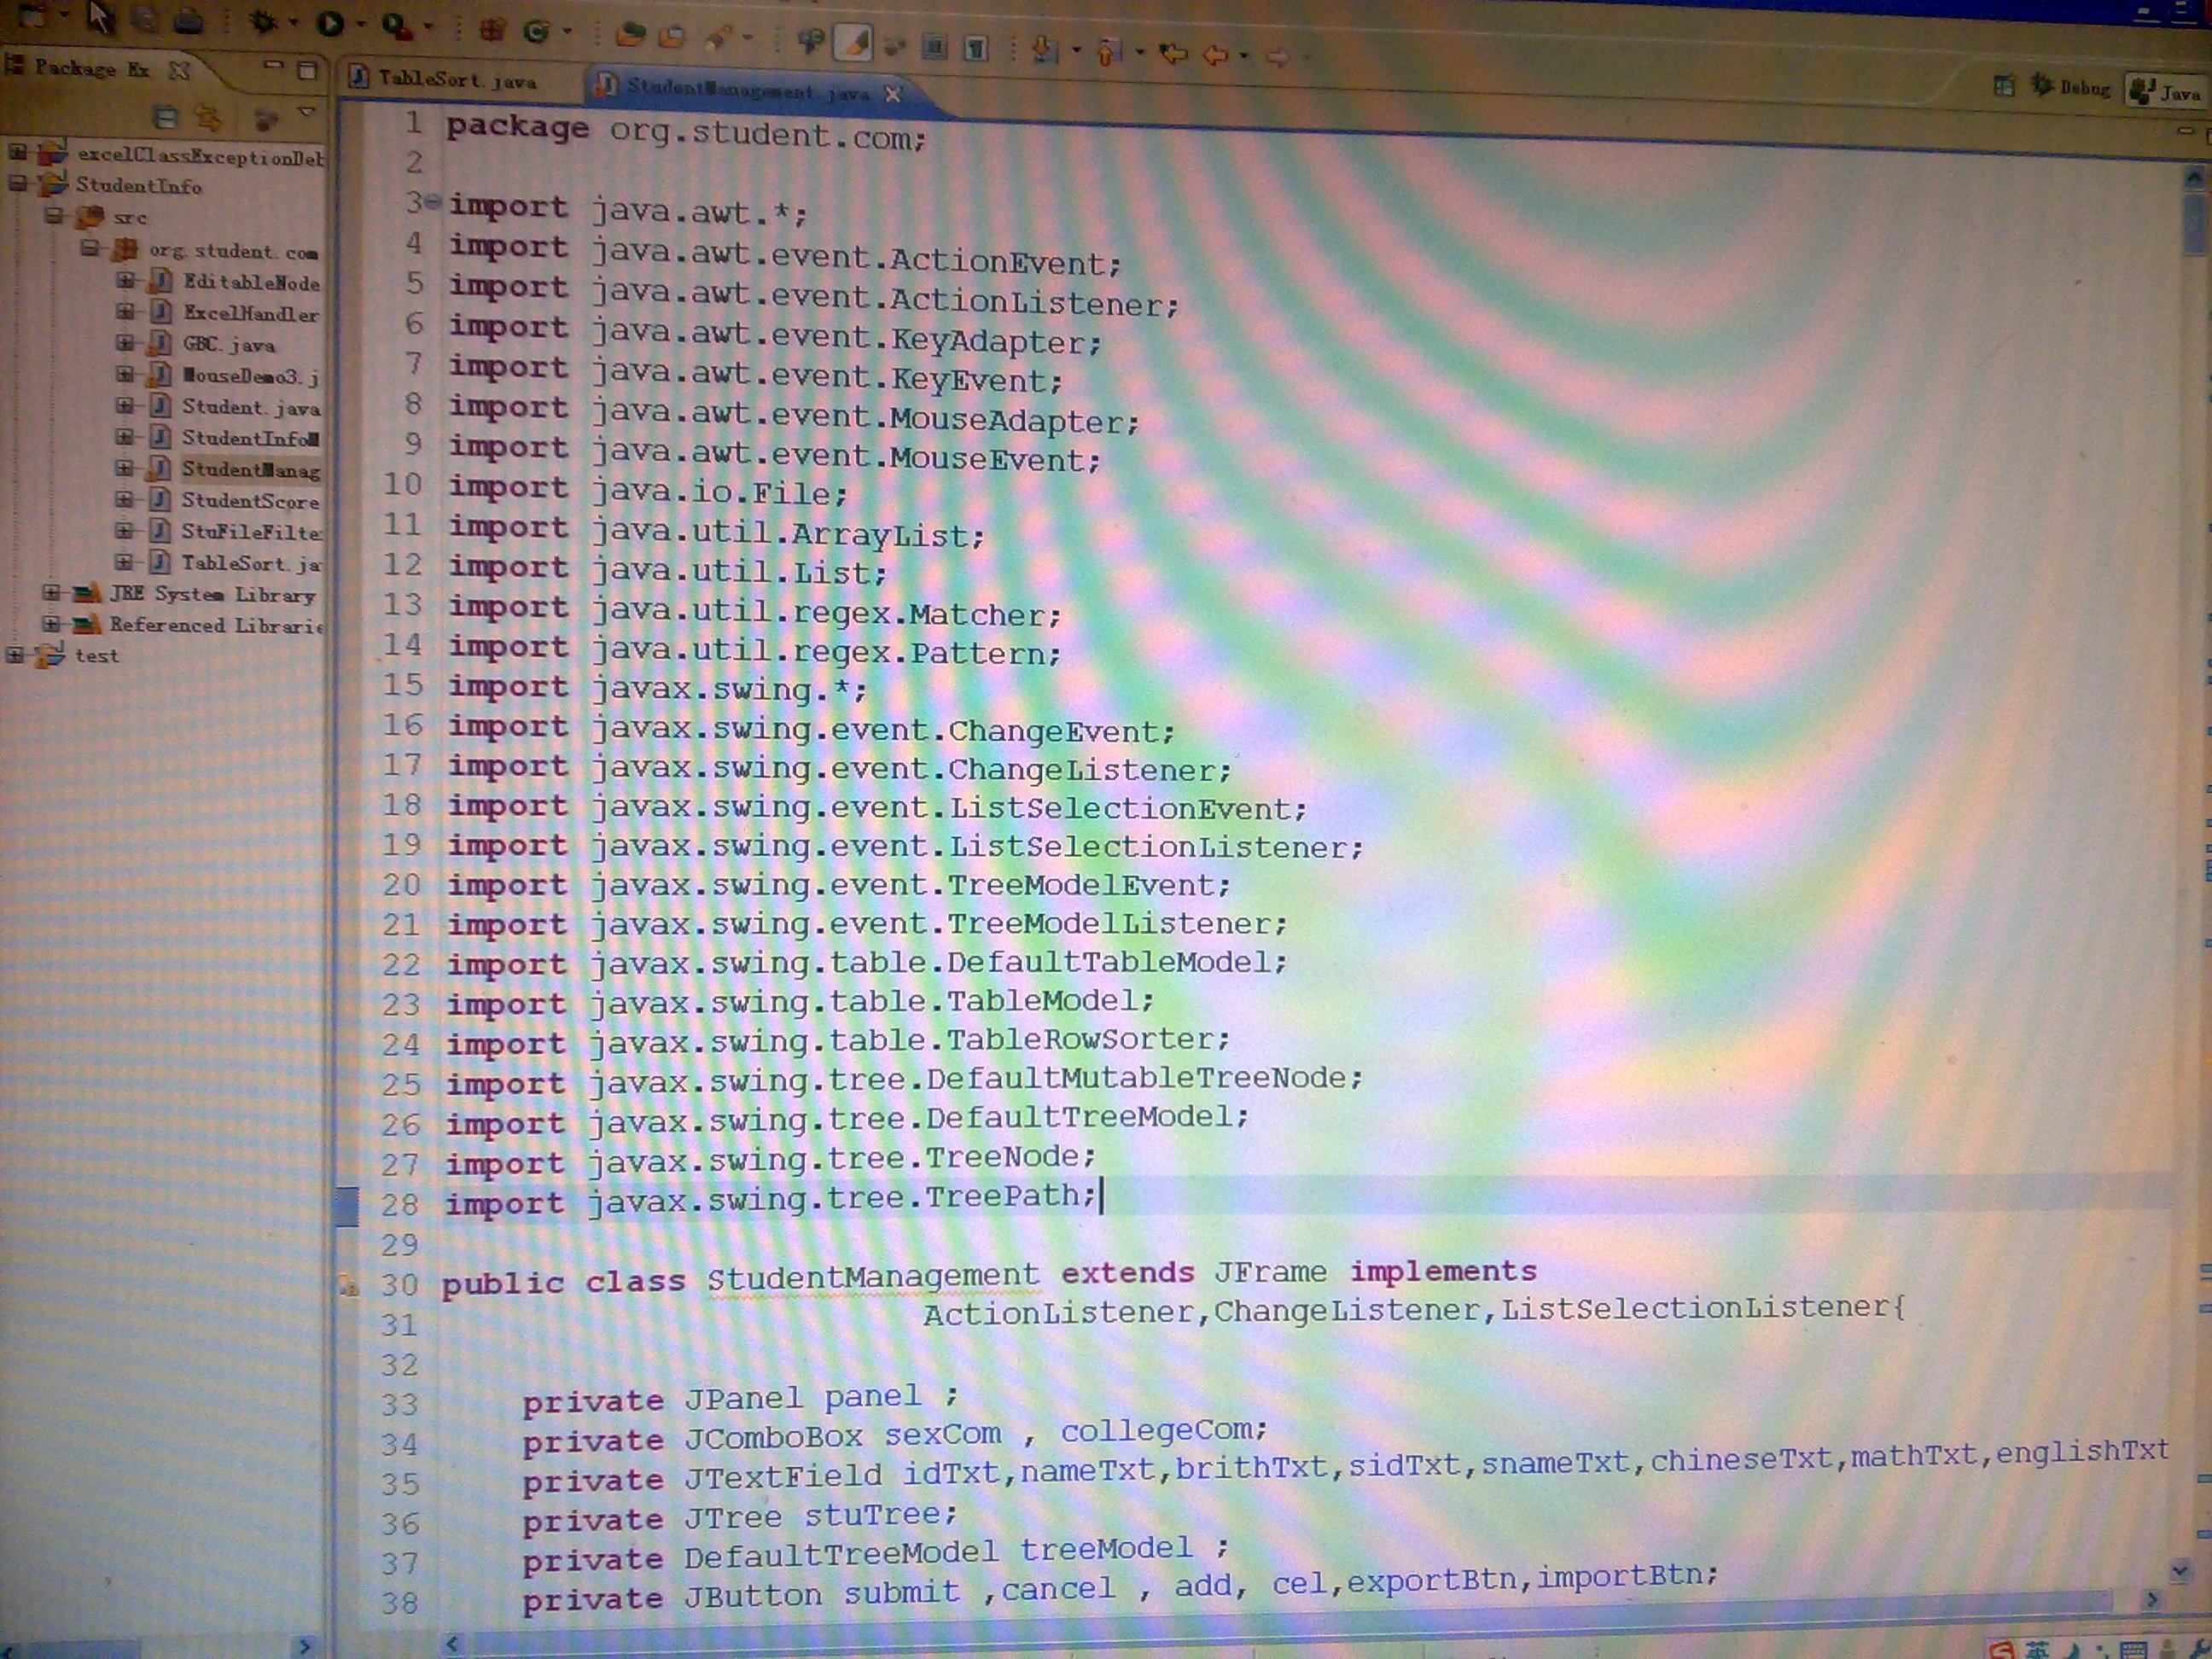 Package Ex
TableSort.java
StudentManagement.java
Debug
Java
excelClassExceptionDeb
StudentInfo
src
org.student.com
EditableNode
ExcelHandler
GBC.java
MouseDemo3.j
Student.java
StudentInfoM
StudentManag
StudentScore
StuFileFilte
TableSort.ja
JRE System Library
Referenced Librarie
test
1 package org.student.com;
2
3 import java.awt.*;
4 import java.awt.event.ActionEvent;
5 import java.awt.event.ActionListener;
6 import java.awt.event.KeyAdapter;
7 import java.awt.event.KeyEvent;
8 import java.awt.event.MouseAdapter;
9 import java.awt.event.MouseEvent;
10 import java.io.File;
11 import java.util.ArrayList;
12 import java.util.List;
13 import java.util.regex.Matcher;
14 import java.util.regex.Pattern;
15 import javax.swing.*;
16 import javax.swing.event.ChangeEvent;
17 import javax.swing.event.ChangeListener;
18 import javax.swing.event.ListSelectionEvent;
19 import javax.swing.event.ListSelectionListener;
20 import javax.swing.event.TreeModelEvent;
21 import javax.swing.event.TreeModelListener;
22 import javax.swing.table.DefaultTableModel;
23 import javax.swing.table.TableModel;
24 import javax.swing.table.TableRowSorter;
25 import javax.swing.tree.DefaultMutableTreeNode;
26 import javax.swing.tree.DefaultTreeModel;
27 import javax.swing.tree.TreeNode;
28 import javax.swing.tree.TreePath;
29
30 public class StudentManagement extends JFrame implements
31 ActionListener,ChangeListener,ListSelectionListener{
32
33 private JPanel panel ;
34 private JComboBox sexCom , collegeCom;
35 private JTextField idTxt,nameTxt,brithTxt,sidTxt,snameTxt,chineseTxt,mathTxt,englishTxt
36 private JTree stuTree;
37 private DefaultTreeModel treeModel ;
38 private JButton submit ,cancel , add, cel,exportBtn,importBtn;
英